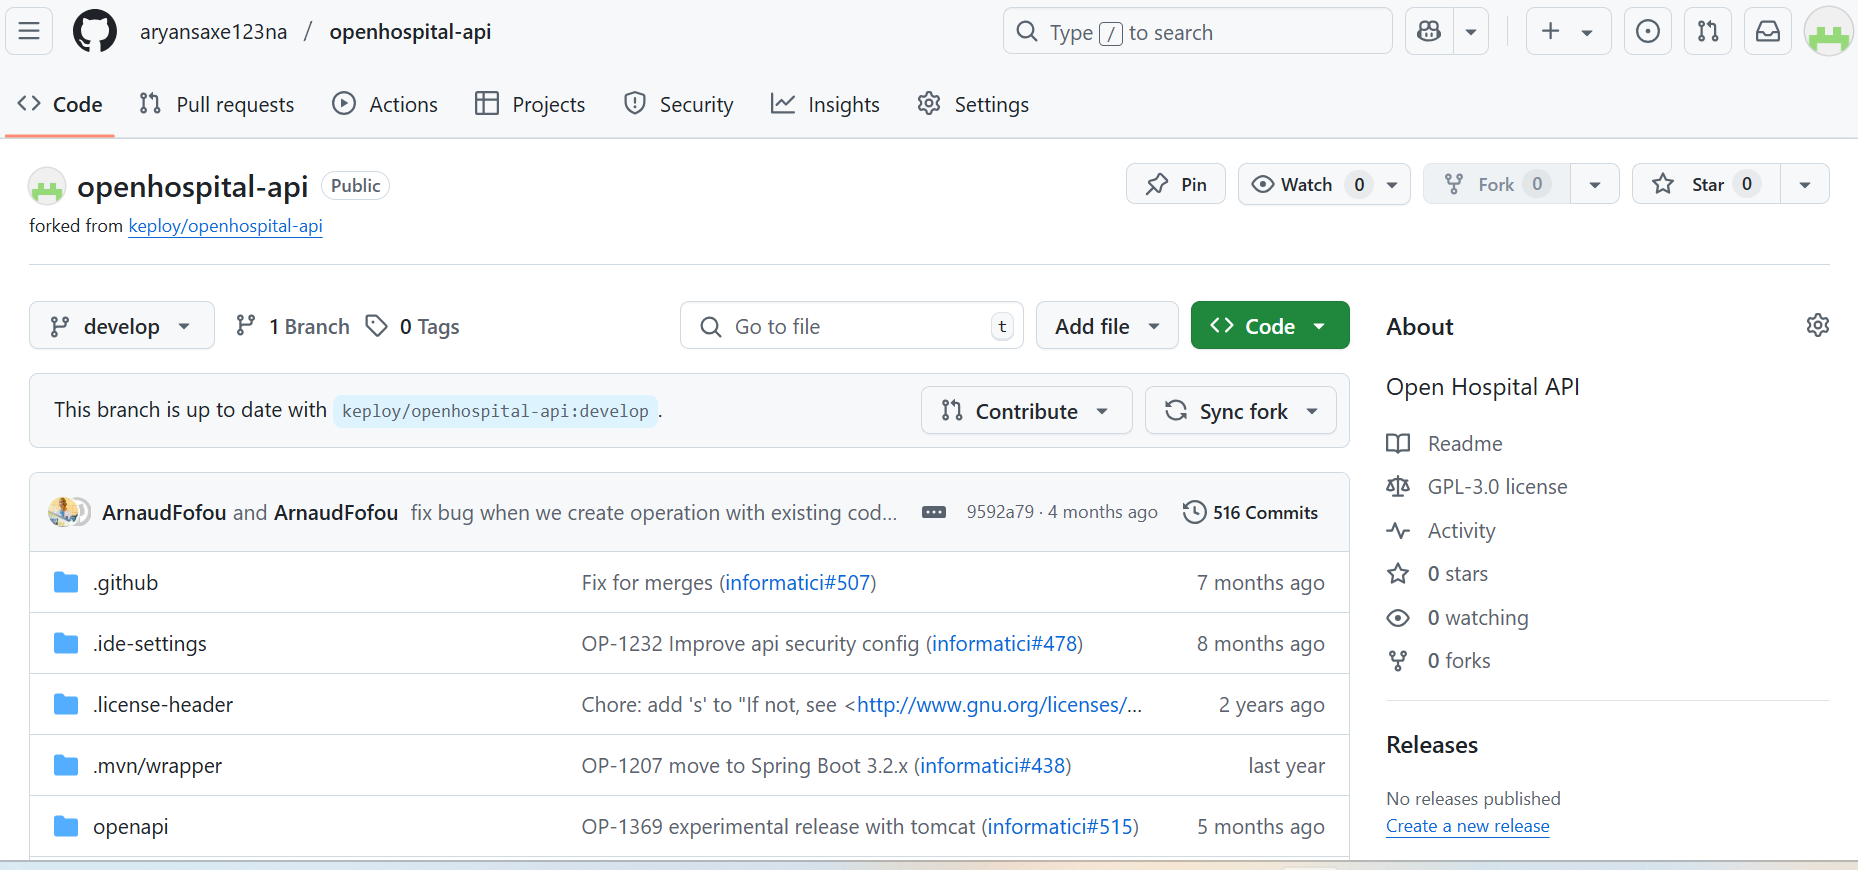 aryansaxe123na / openhospital-api
Type / to search
Code
Pull requests
Actions
Projects
Security
Insights
Settings
openhospital-api Public
Pin
Watch 0
Fork 0
Star 0
forked from keploy/openhospital-api
develop
1 Branch
0 Tags
Go to file t
Add file
Code
This branch is up to date with keploy/openhospital-api:develop .
Contribute
Sync fork
ArnaudFofou and ArnaudFofou fix bug when we create operation with existing cod... 9592a79 · 4 months ago 516 Commits
.github Fix for merges (informatici#507) 7 months ago
.ide-settings OP-1232 Improve api security config (informatici#478) 8 months ago
.license-header Chore: add 's' to "If not, see <http://www.gnu.org/licenses/... 2 years ago
.mvn/wrapper OP-1207 move to Spring Boot 3.2.x (informatici#438) last year
openapi OP-1369 experimental release with tomcat (informatici#515) 5 months ago
About
Open Hospital API
Readme
GPL-3.0 license
Activity
0 stars
0 watching
0 forks
Releases
No releases published
Create a new release